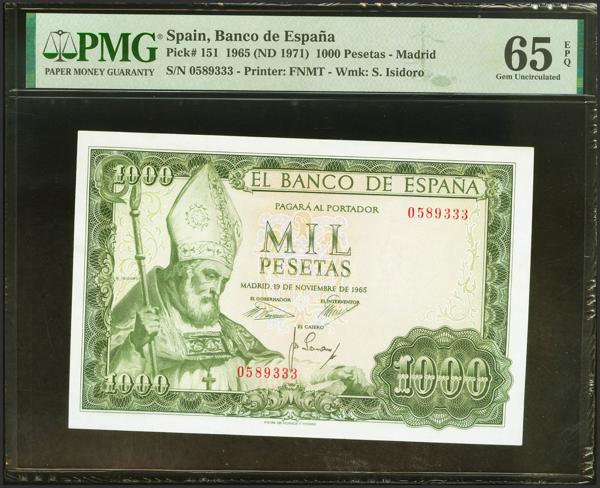 PMG®
PAPER MONEY GUARANTY
Spain, Banco de España
Pick# 151 1965 (ND 1971) 1000 Pesetas - Madrid
S/N 0589333 - Printer: FNMT - Wmk: S. Isidoro
65 EPQ
Gem Uncirculated
1000
EL BANCO DE ESPAÑA
PAGARÁ AL PORTADOR
0589333
MIL
PESETAS
MADRID, 19 DE NOVIEMBRE DE 1965
EL GOBERNADOR
EL INTERVENTOR
EL CAJERO
0589333
1000
1000